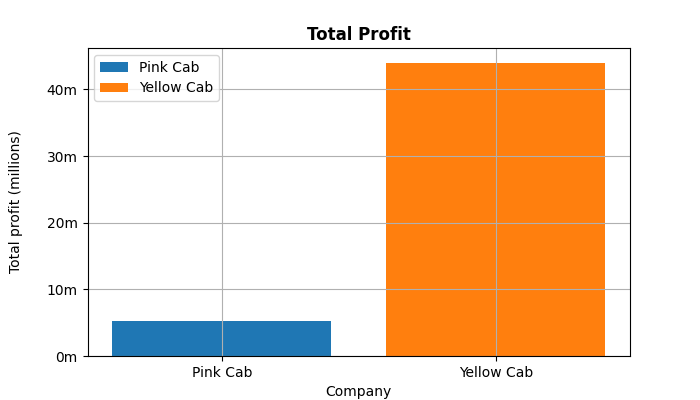 Total Profit
Pink Cab
Yellow Cab
Total profit (millions)
40m
30m
20m
10m
0m
Pink Cab
Yellow Cab
Company